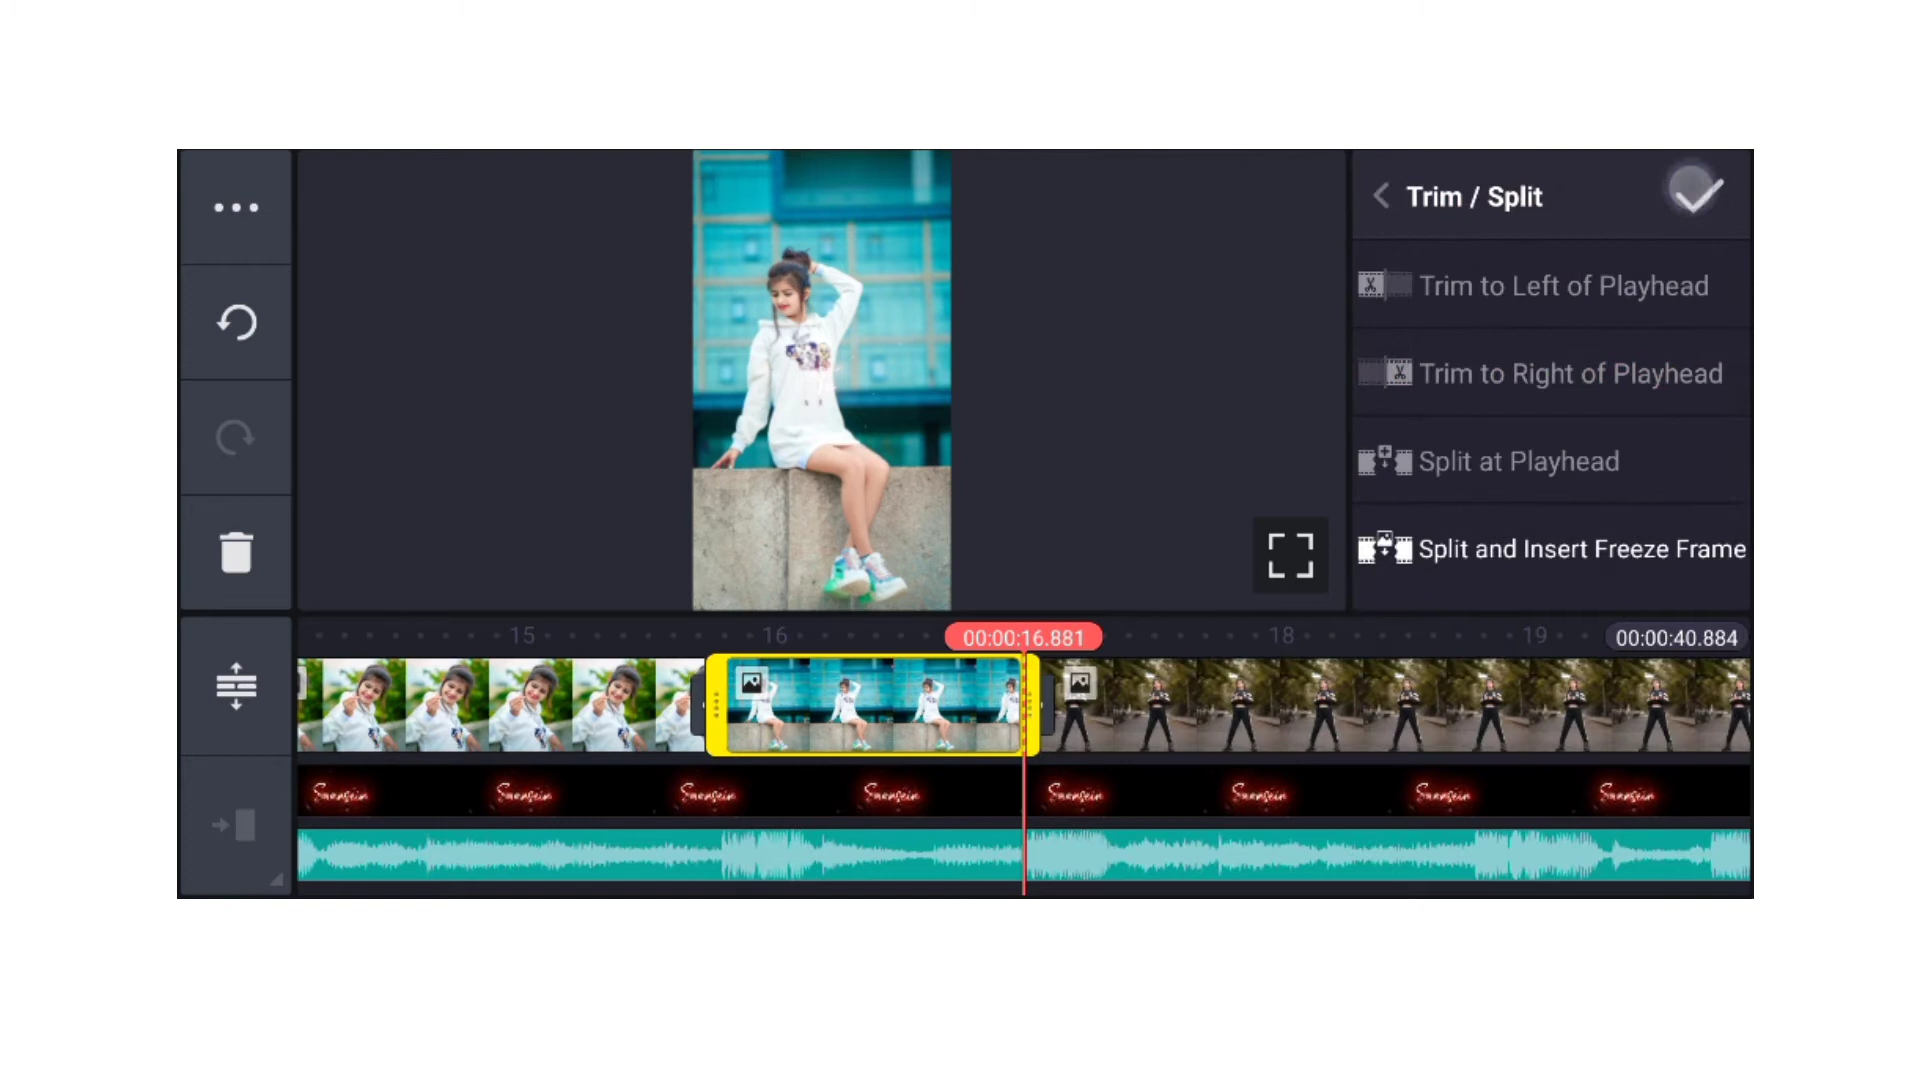 Trim / Split
Trim to Left of Playhead
Trim to Right of Playhead
Split at Playhead
Split and Insert Freeze Frame
15 16 00:00:16.881 18 19 00:00:40.884